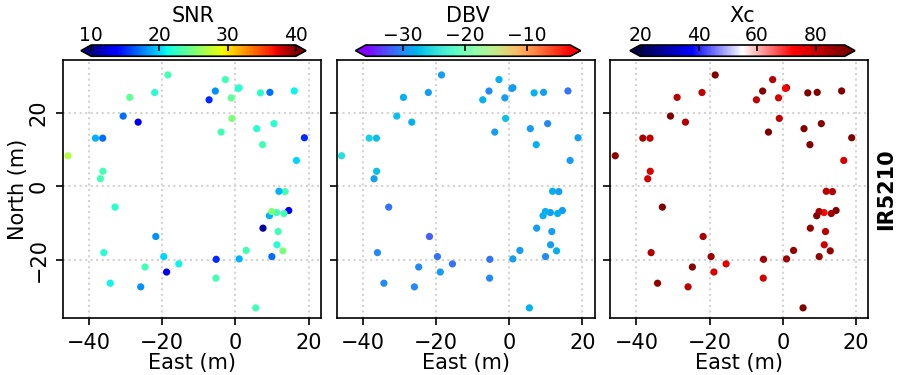 SNR DBV Xc
10 20 30 40 −30 −20 −10 20 40 60 80
20
0
−20
North (m)
−40 −20 0 20 −40 −20 0 20 −40 −20 0 20
East (m) East (m) East (m)
IR5210